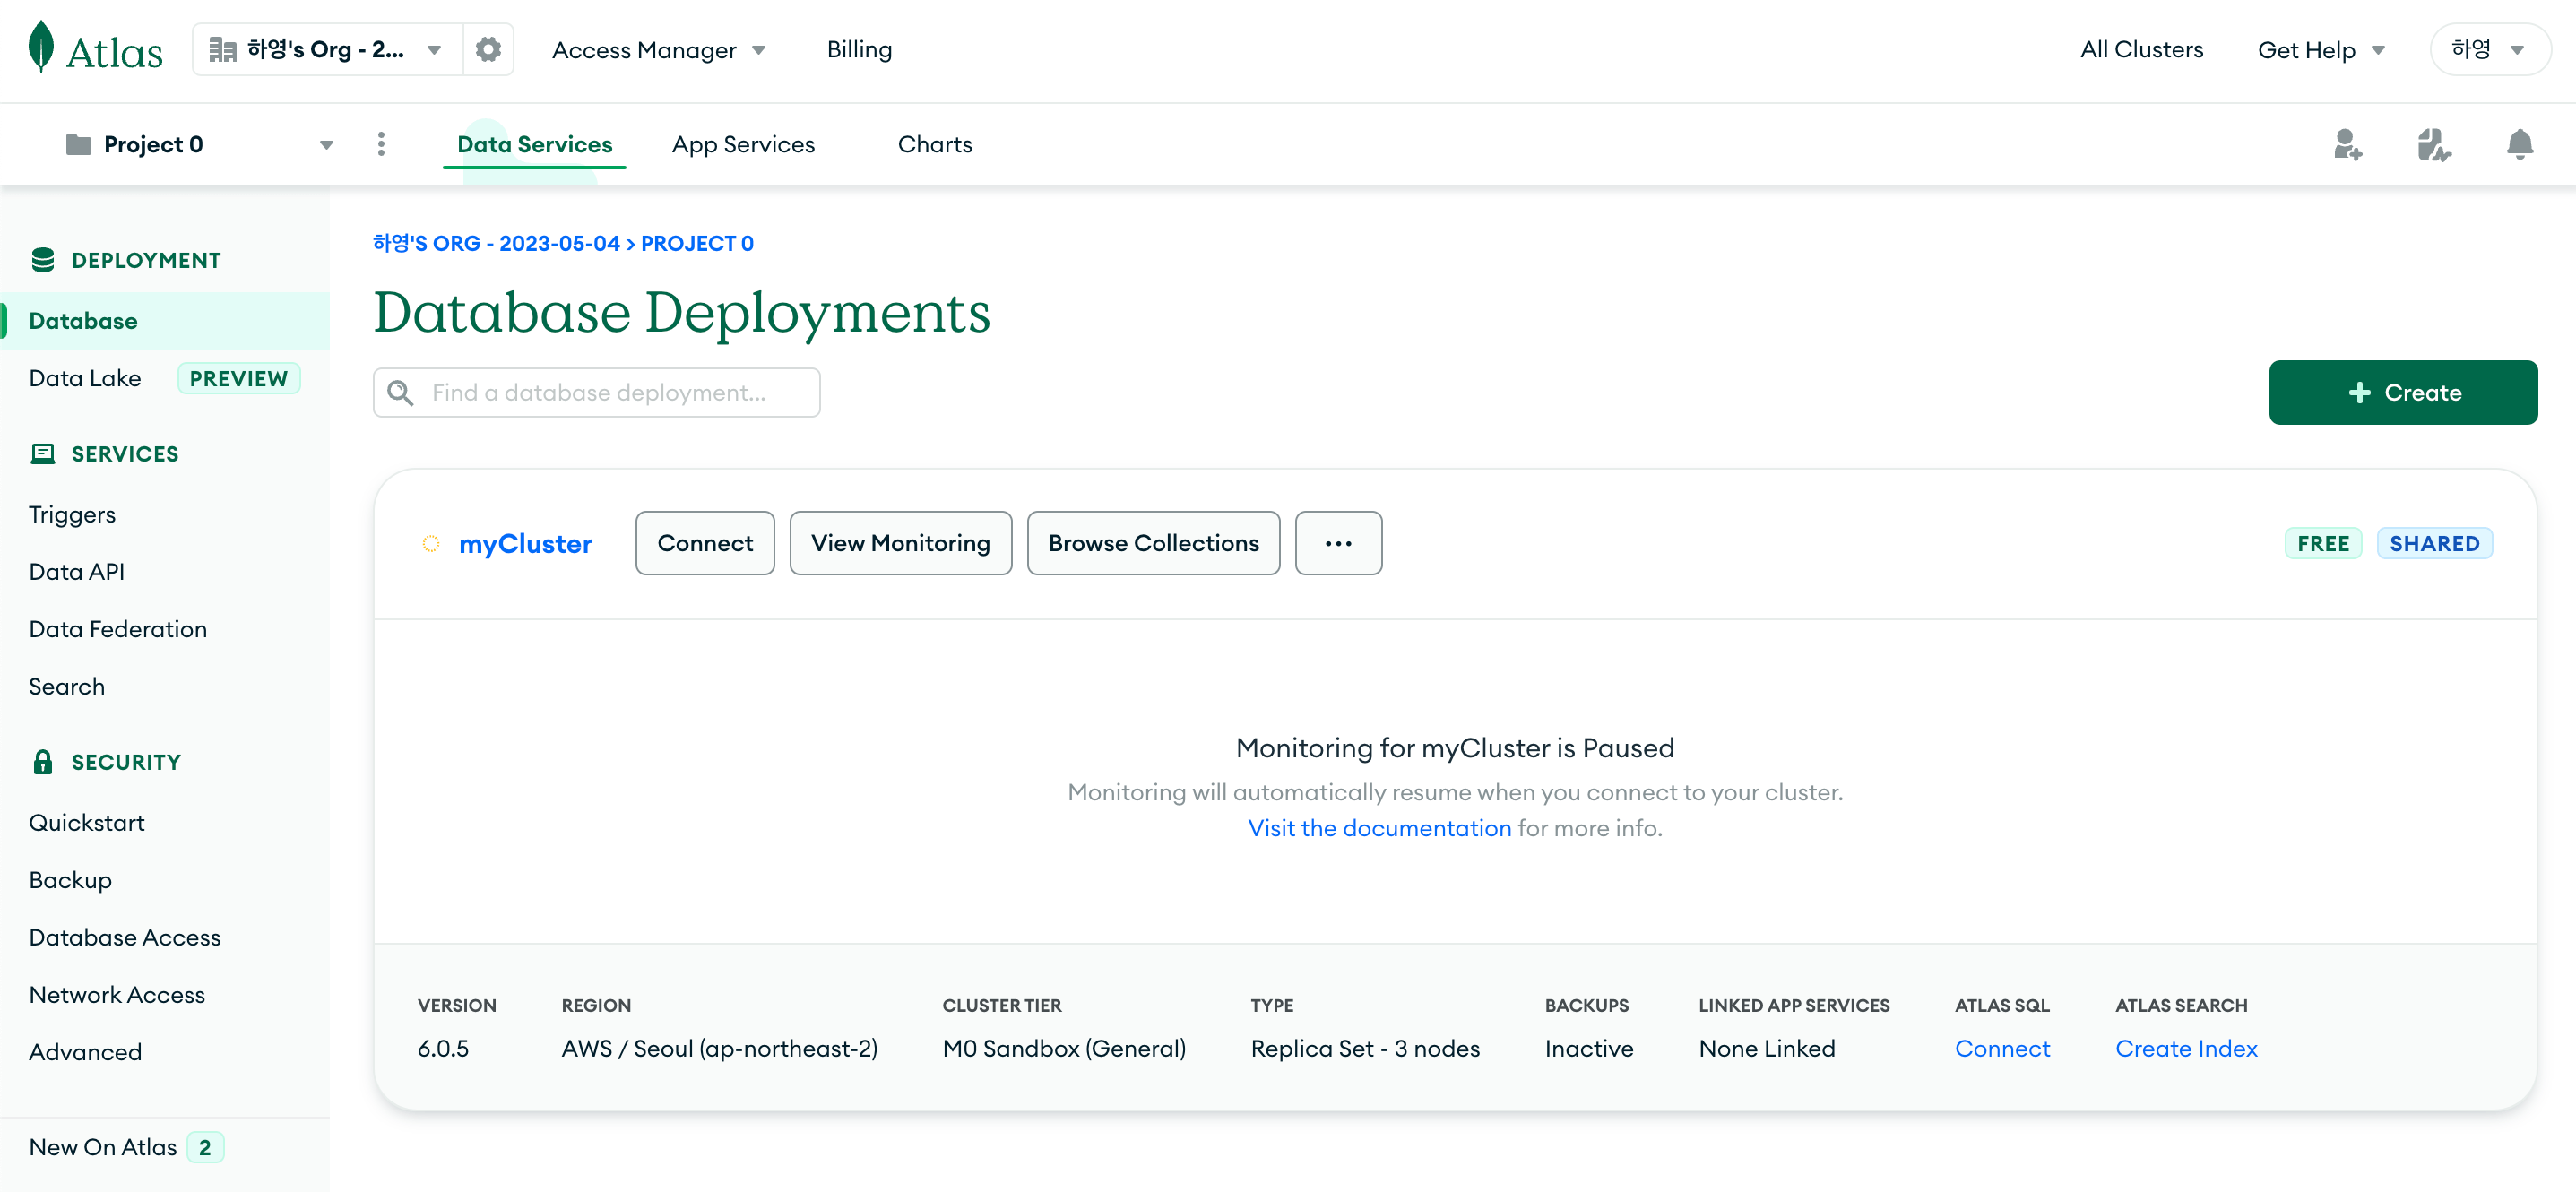 Atlas
하영's Org - 2...
Access Manager
Billing
All Clusters
Get Help
하영
Project 0
Data Services
App Services
Charts
DEPLOYMENT
Database
Data Lake PREVIEW
SERVICES
Triggers
Data API
Data Federation
Search
SECURITY
Quickstart
Backup
Database Access
Network Access
Advanced
New On Atlas 2
하영'S ORG - 2023-05-04 > PROJECT 0
Database Deployments
Find a database deployment...
+ Create
myCluster
Connect
View Monitoring
Browse Collections
...
FREE
SHARED
Monitoring for myCluster is Paused
Monitoring will automatically resume when you connect to your cluster.
Visit the documentation for more info.
VERSION
6.0.5
REGION
AWS / Seoul (ap-northeast-2)
CLUSTER TIER
M0 Sandbox (General)
TYPE
Replica Set - 3 nodes
BACKUPS
Inactive
LINKED APP SERVICES
None Linked
ATLAS SQL
Connect
ATLAS SEARCH
Create Index